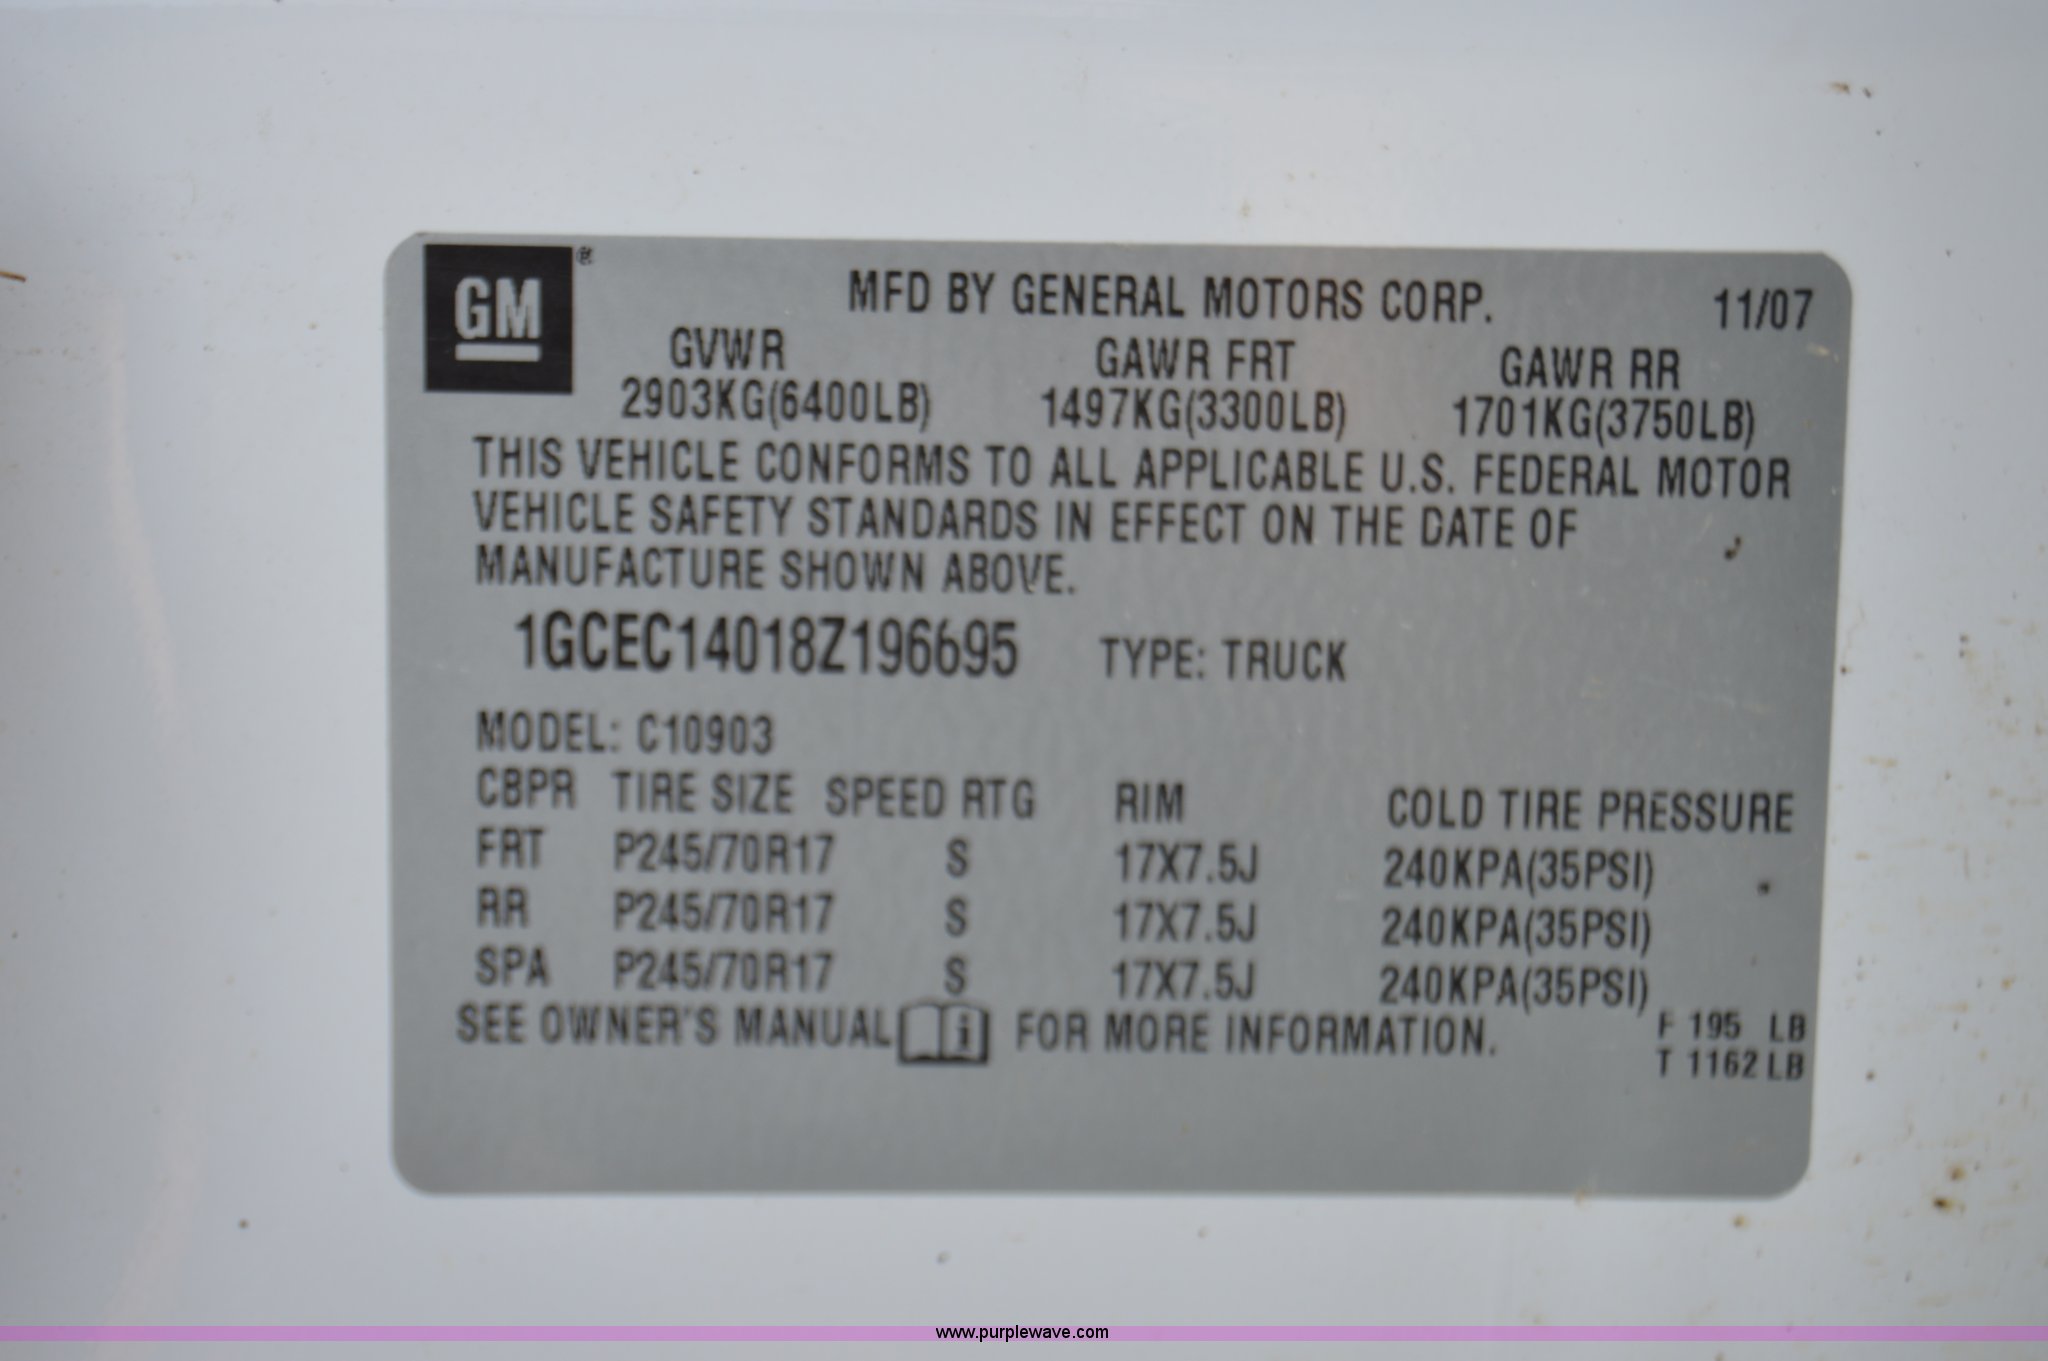 GM®
MFD BY GENERAL MOTORS CORP. 11/07
GVWR GAWR FRT GAWR RR
2903KG(6400LB) 1497KG(3300LB) 1701KG(3750LB)
THIS VEHICLE CONFORMS TO ALL APPLICABLE U.S. FEDERAL MOTOR
VEHICLE SAFETY STANDARDS IN EFFECT ON THE DATE OF
MANUFACTURE SHOWN ABOVE.
1GCEC14018Z196695 TYPE: TRUCK
MODEL: C10903
CBPR TIRE SIZE SPEED RTG RIM COLD TIRE PRESSURE
FRT P245/70R17 S 17X7.5J 240KPA(35PSI)
RR P245/70R17 S 17X7.5J 240KPA(35PSI)
SPA P245/70R17 S 17X7.5J 240KPA(35PSI)
SEE OWNER'S MANUAL i FOR MORE INFORMATION.
F 195 LB
T 1162 LB
www.purplewave.com